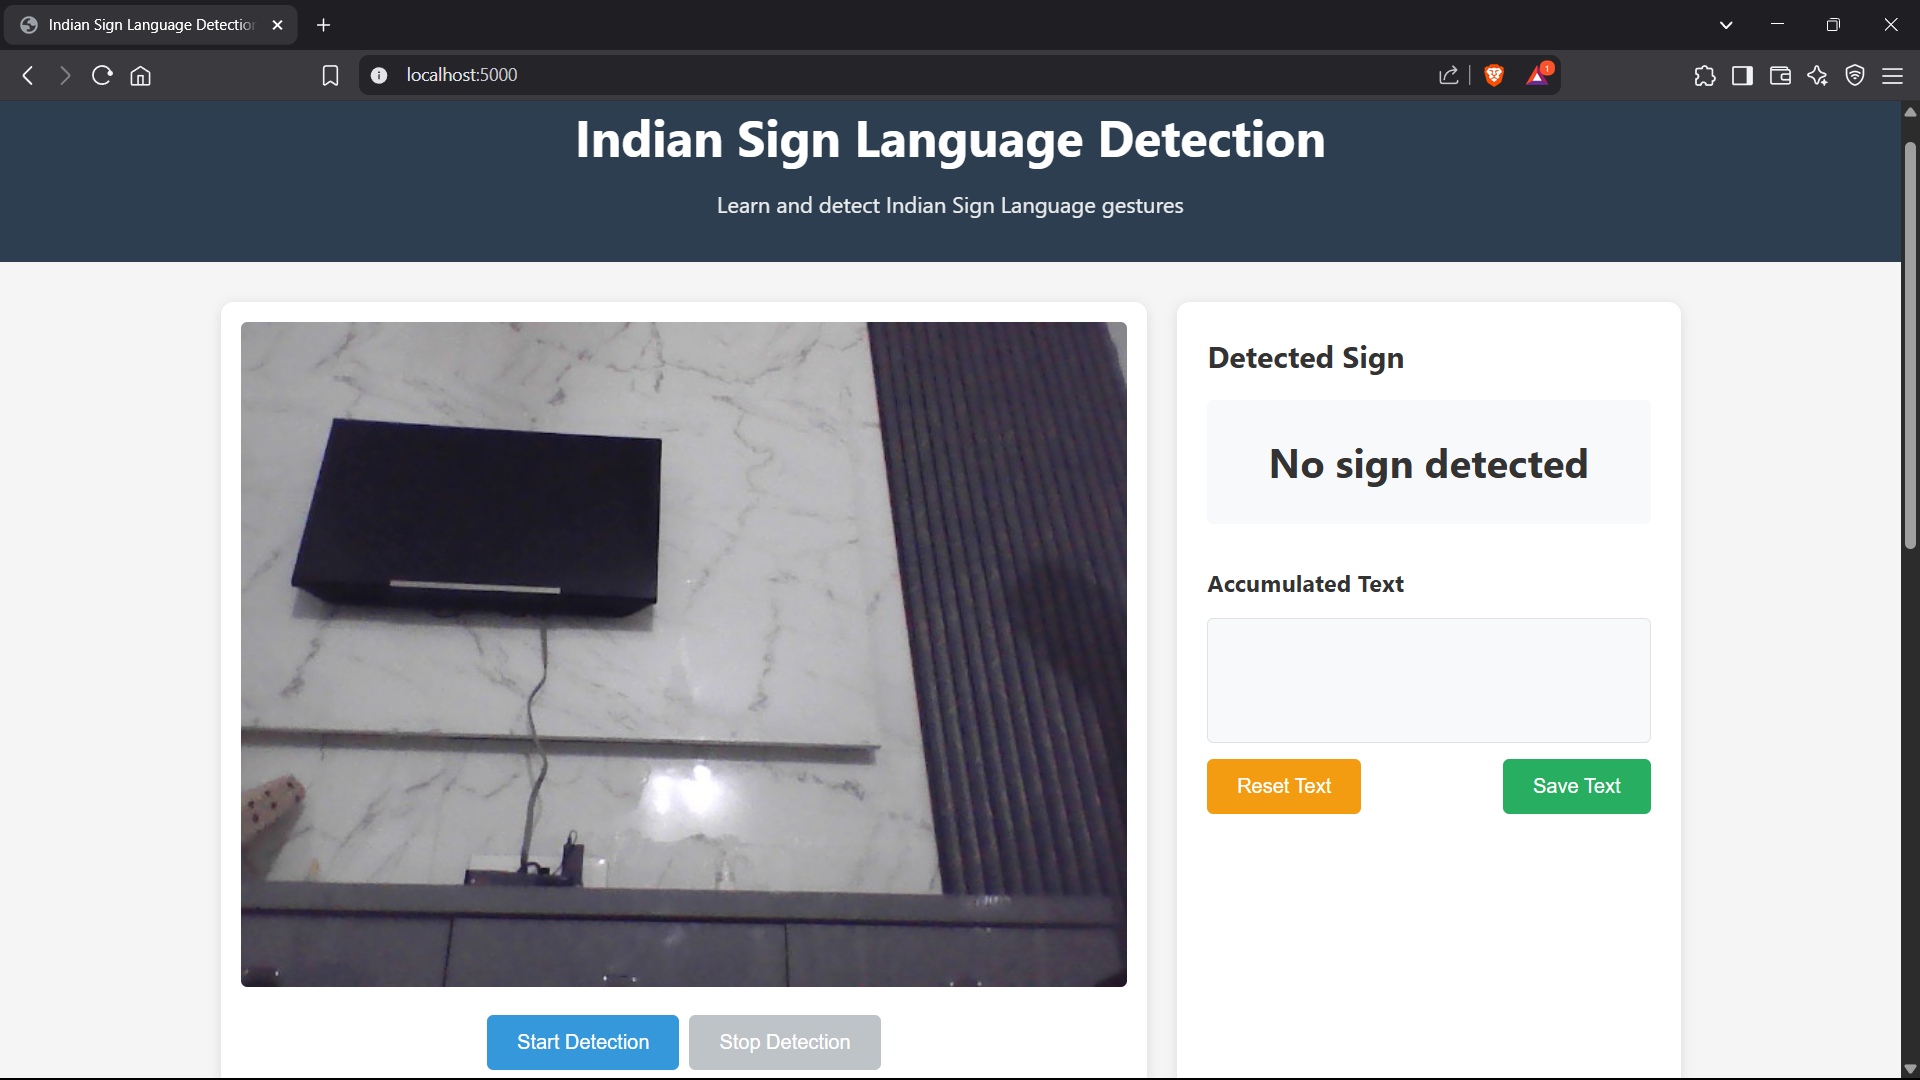 Indian Sign Language Detection
localhost:5000
1
Indian Sign Language Detection
Learn and detect Indian Sign Language gestures
Detected Sign
No sign detected
Accumulated Text
Reset Text
Save Text
Start Detection
Stop Detection